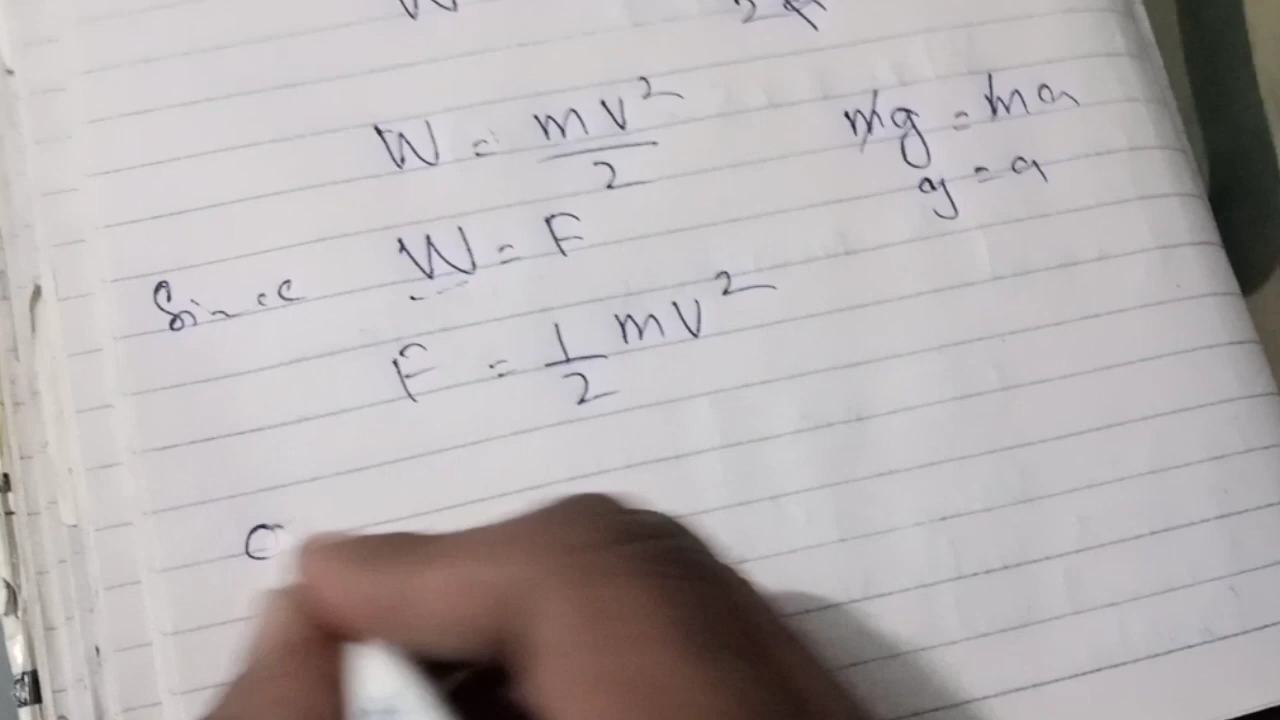 W = mv²/2
mg = ma
g = a
Since W = F
F = 1/2 mv²